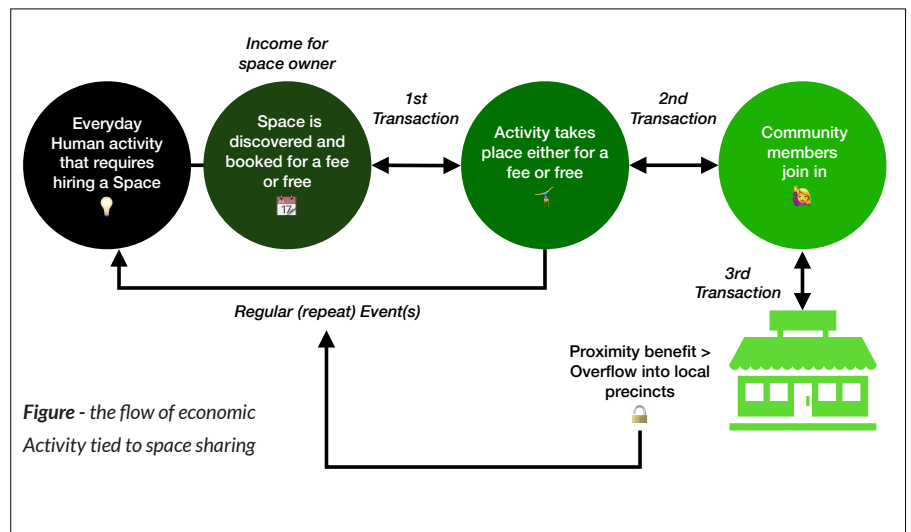 Income for
space owner
Everyday
Human activity
that requires
hiring a Space
Space is
discovered and
booked for a fee
or free
17
1st
Transaction
Activity takes
place either for a
fee or free
2nd
Transaction
Community
members
join in
3rd
Transaction
Regular (repeat) Event(s)
Proximity benefit >
Overflow into local
precincts
Figure - the flow of economic
Activity tied to space sharing